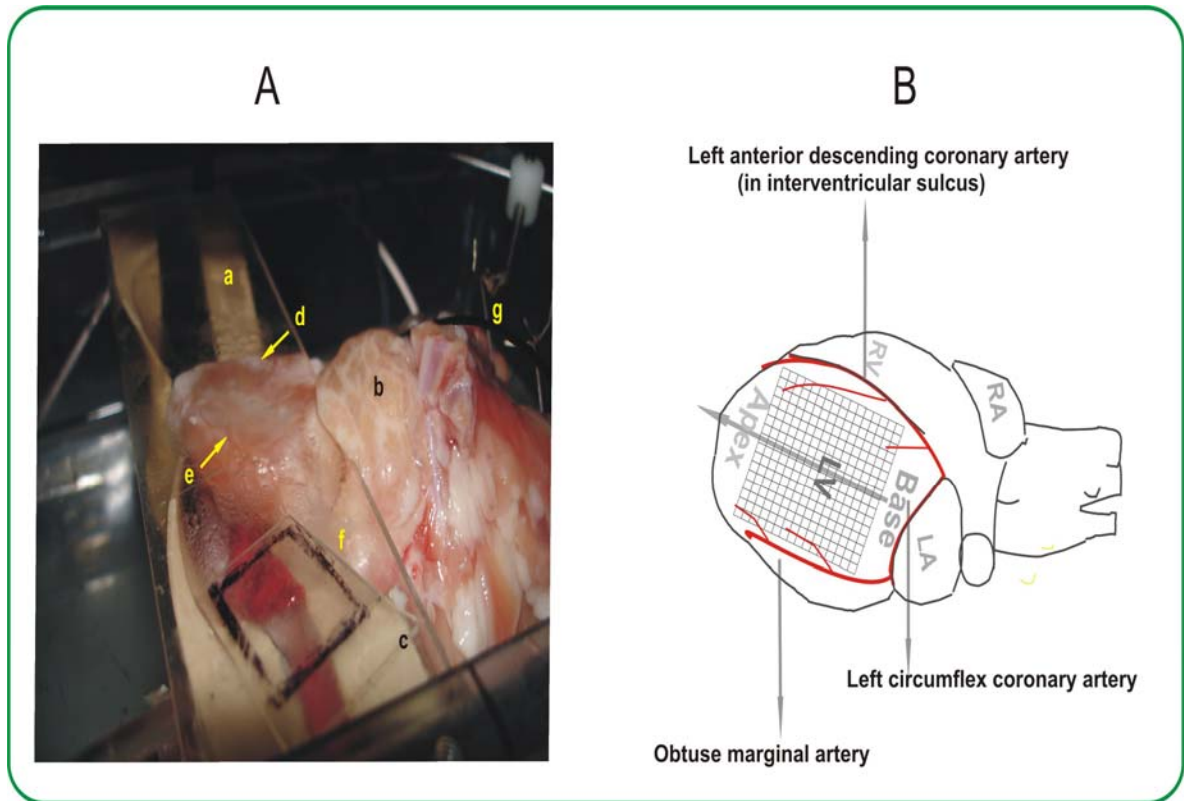 A
B
Left anterior descending coronary artery
(in interventricular sulcus)
a
d
g
b
e
f
c
RV
RA
Apex
LV
Base
LA
Left circumflex coronary artery
Obtuse marginal artery